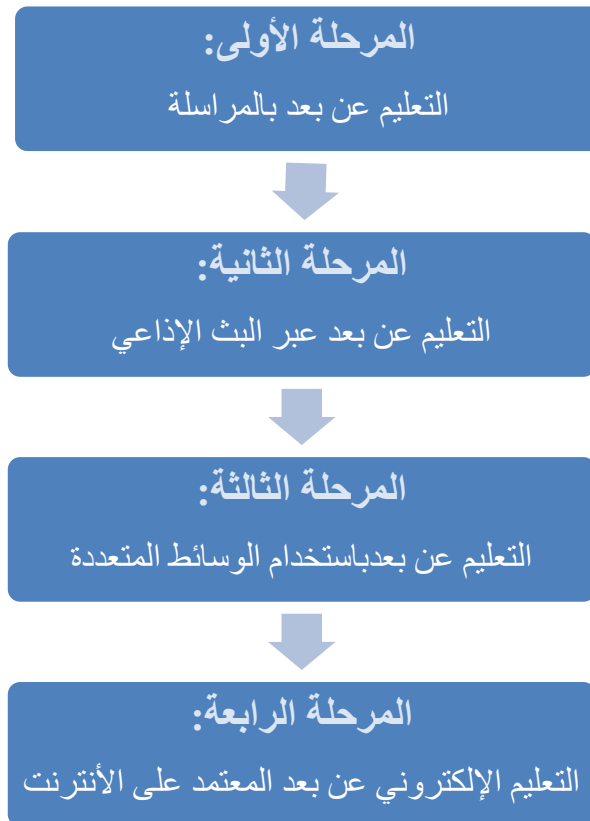 المرحلة الأولى:
التعليم عن بعد بالمراسلة
المرحلة الثانية:
التعليم عن بعد عبر البث الإذاعي
المرحلة الثالثة:
التعليم عن بعدباستخدام الوسائط المتعددة
المرحلة الرابعة:
التعليم الإلكتروني عن بعد المعتمد على الأنترنت